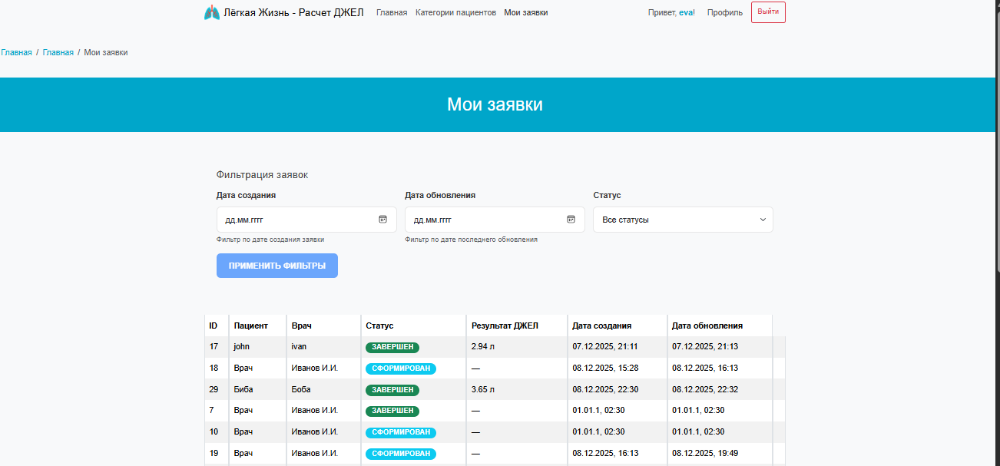 Лёгкая Жизнь - Расчет ДЖЕЛ Главная Категории пациентов Мои заявки Привет, eva! Профиль Выйти
Главная / Главная / Мои заявки
Мои заявки
Фильтрация заявок
Дата создания Дата обновления Статус
дд.мм.гггг дд.мм.гггг Все статусы
Фильтр по дате создания заявки Фильтр по дате последнего обновления
ПРИМЕНИТЬ ФИЛЬТРЫ
ID Пациент Врач Статус Результат ДЖЕЛ Дата создания Дата обновления
17 john ivan ЗАВЕРШЕН 2.94 л 07.12.2025, 21:11 07.12.2025, 21:13
18 Врач Иванов И.И. СФОРМИРОВАН — 08.12.2025, 15:28 08.12.2025, 16:13
29 Биба Боба ЗАВЕРШЕН 3.65 л 08.12.2025, 22:30 08.12.2025, 22:32
7 Врач Иванов И.И. ЗАВЕРШЕН — 01.01.1, 02:30 01.01.1, 02:30
10 Врач Иванов И.И. СФОРМИРОВАН — 01.01.1, 02:30 01.01.1, 02:30
19 Врач Иванов И.И. СФОРМИРОВАН — 08.12.2025, 16:13 08.12.2025, 19:49